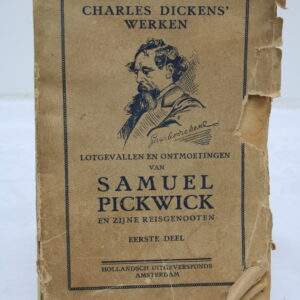 CHARLES DICKENS'
WERKEN
LOTGEVALLEN EN ONTMOETINGEN
VAN
SAMUEL
PICKWICK
EN ZIJNE REISGENOOTEN
EERSTE DEEL
HOLLANDSCH UITGEVERSFONDS
AMSTERDAM